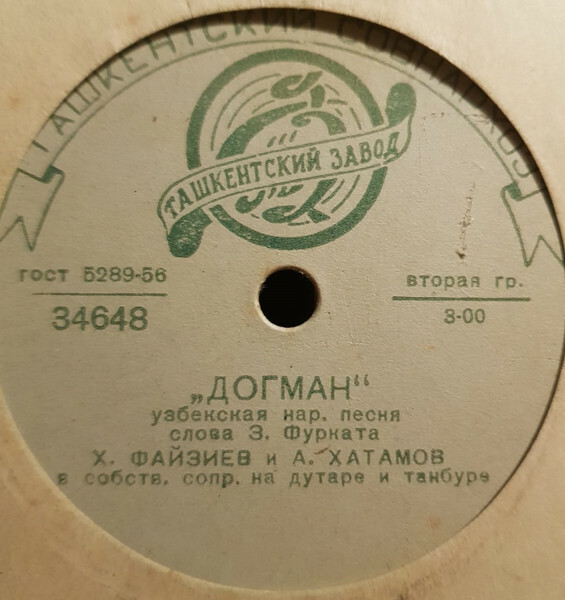 ТАШКЕНТСКИЙ СОВНАРХОЗ
ТАШКЕНТСКИЙ ЗАВОД
гост 5289-56
вторая гр.
34648
3-00
„ДОГМАН“
узбекская нар. песня
слова З. Фурката
Х. ФАЙЗИЕВ и А. ХАТАМОВ
в собств. сопр. на дутаре и танбуре